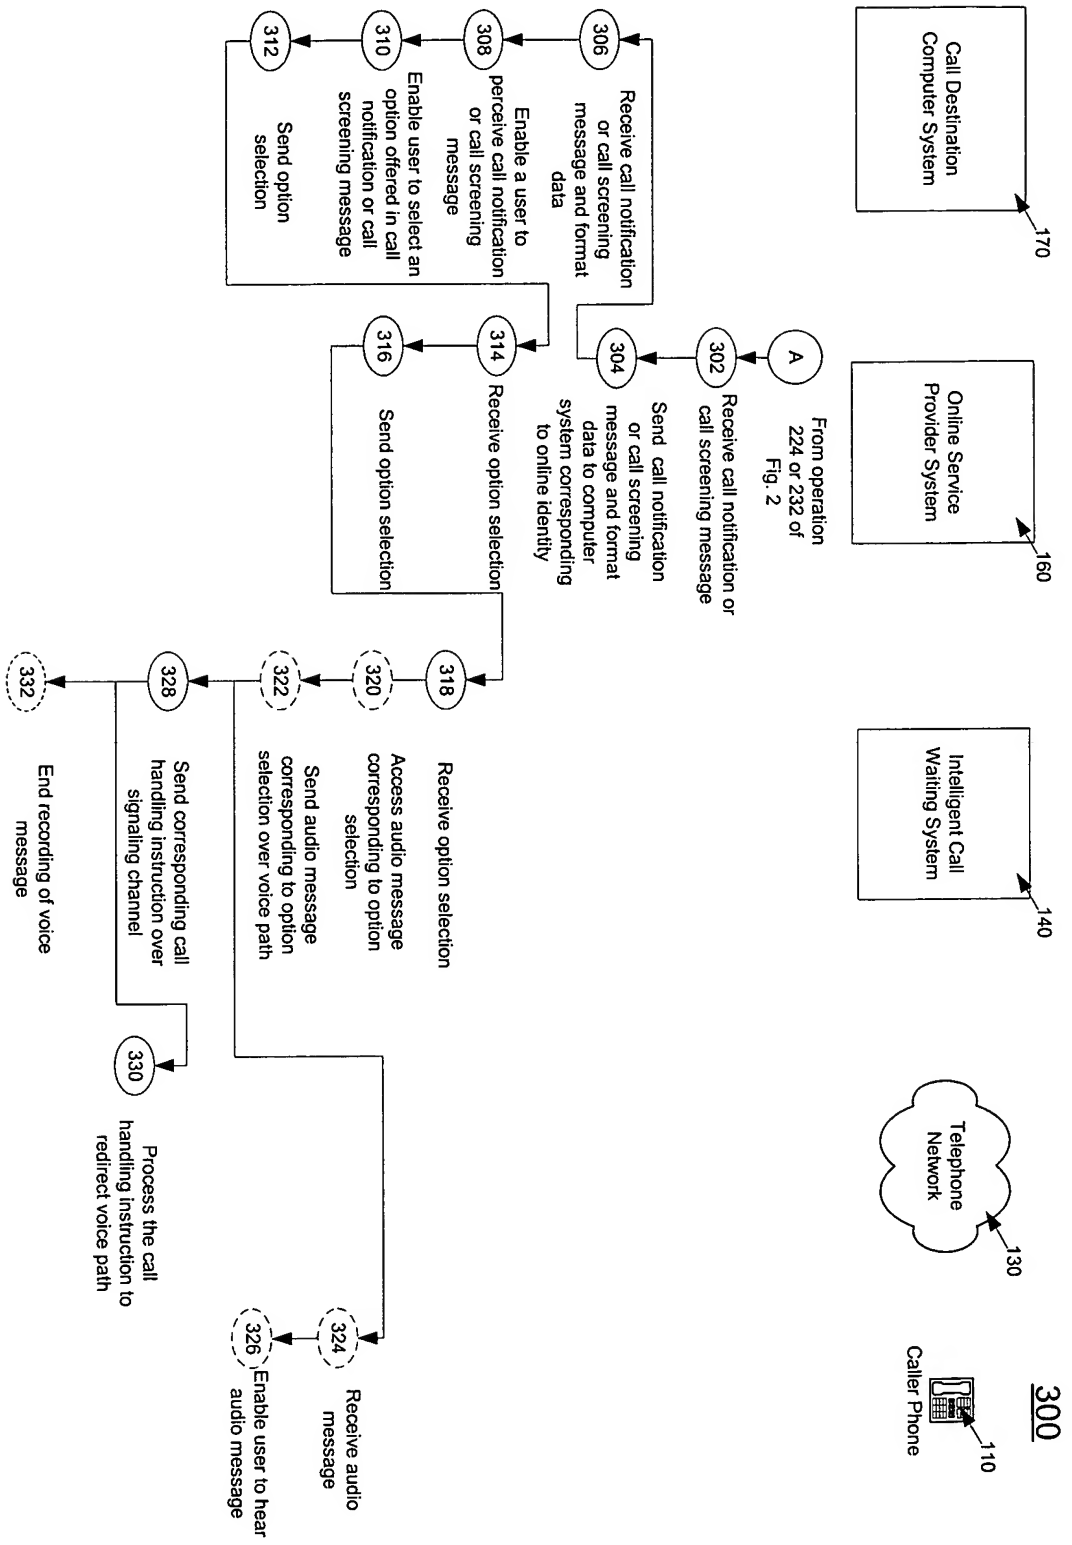 300
Call Destination
Computer System
170
Online Service
Provider System
160
Intelligent Call
Waiting System
140
Telephone
Network
130
110
Caller Phone
A
From operation
224 or 232 of
Fig. 2
302
Receive call notification or
call screening message
304
Send call notification
or call screening
message and format
data to computer
system corresponding
to online identity
306
Receive call notification
or call screening
message and format
data
308
Enable a user to
perceive call notification
or call screening
message
310
Enable user to select an
option offered in call
notification or call
screening message
312
Send option
selection
314
Receive option selection
316
Send option selection
318
Receive option selection
320
Access audio message
corresponding to option
selection
322
Send audio message
corresponding to option
selection over voice path
324
Receive audio
message
326
Enable user to hear
audio message
328
Send corresponding call
handling instruction over
signaling channel
330
Process the call
handling instruction to
redirect voice path
332
End recording of voice
message